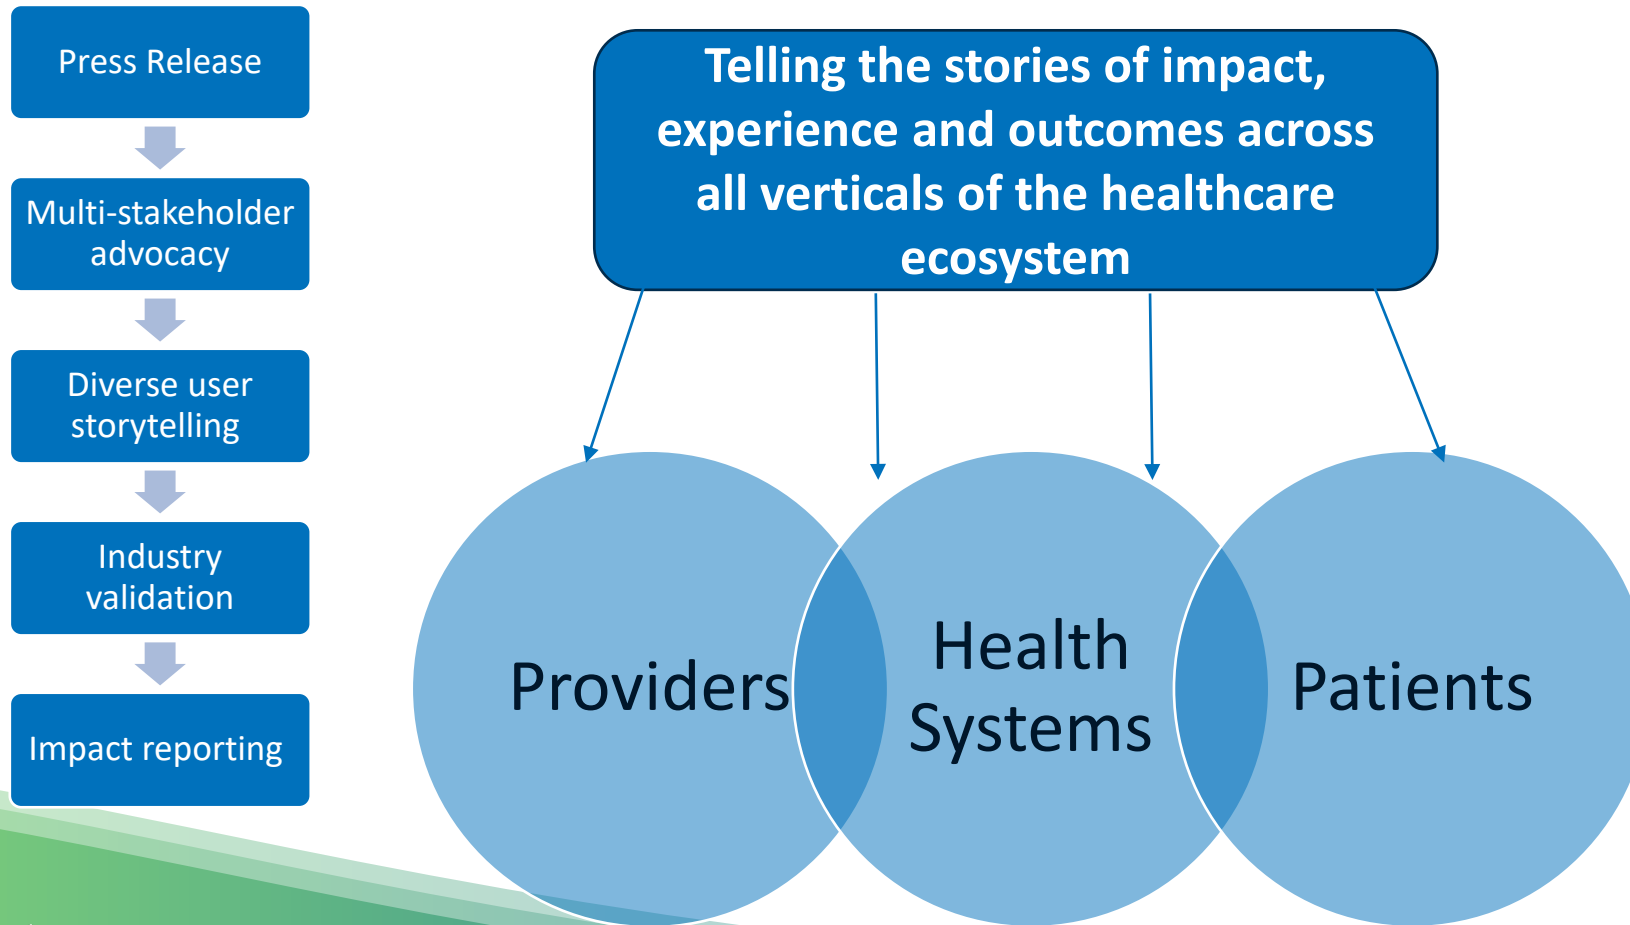 Press Release
Multi-stakeholder
advocacy
Diverse user
storytelling
Industry
validation
Impact reporting
Telling the stories of impact,
experience and outcomes across
all verticals of the healthcare
ecosystem
Providers
Health
Systems
Patients